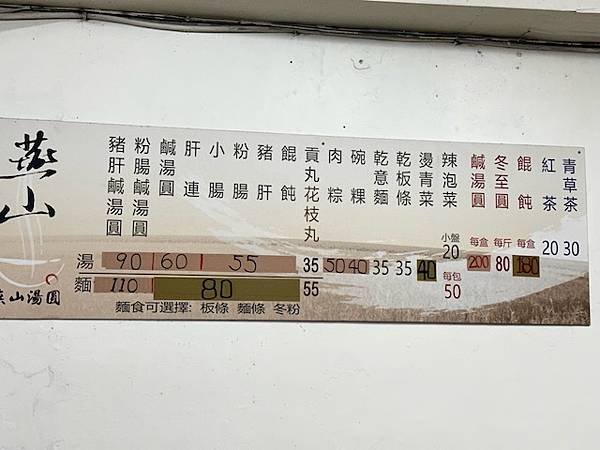 燕山
燕山湯圓
豬肝鹹湯圓
粉腸鹹湯圓
鹹湯圓
肝連
小腸
粉腸
豬肝
餛飩
貢丸花枝丸
肉粽
碗粿
乾意麵
乾板條
燙青菜
辣泡菜
鹹湯圓
冬至圓
餛飩
紅茶
青草茶
湯 90 60 55 35 50 40 35 35 40 小盤 20 每盒 200 每斤 80 每盒 180 20 30
麵 110 80 55 每包 50
麵食可選擇: 板條 麵條 冬粉